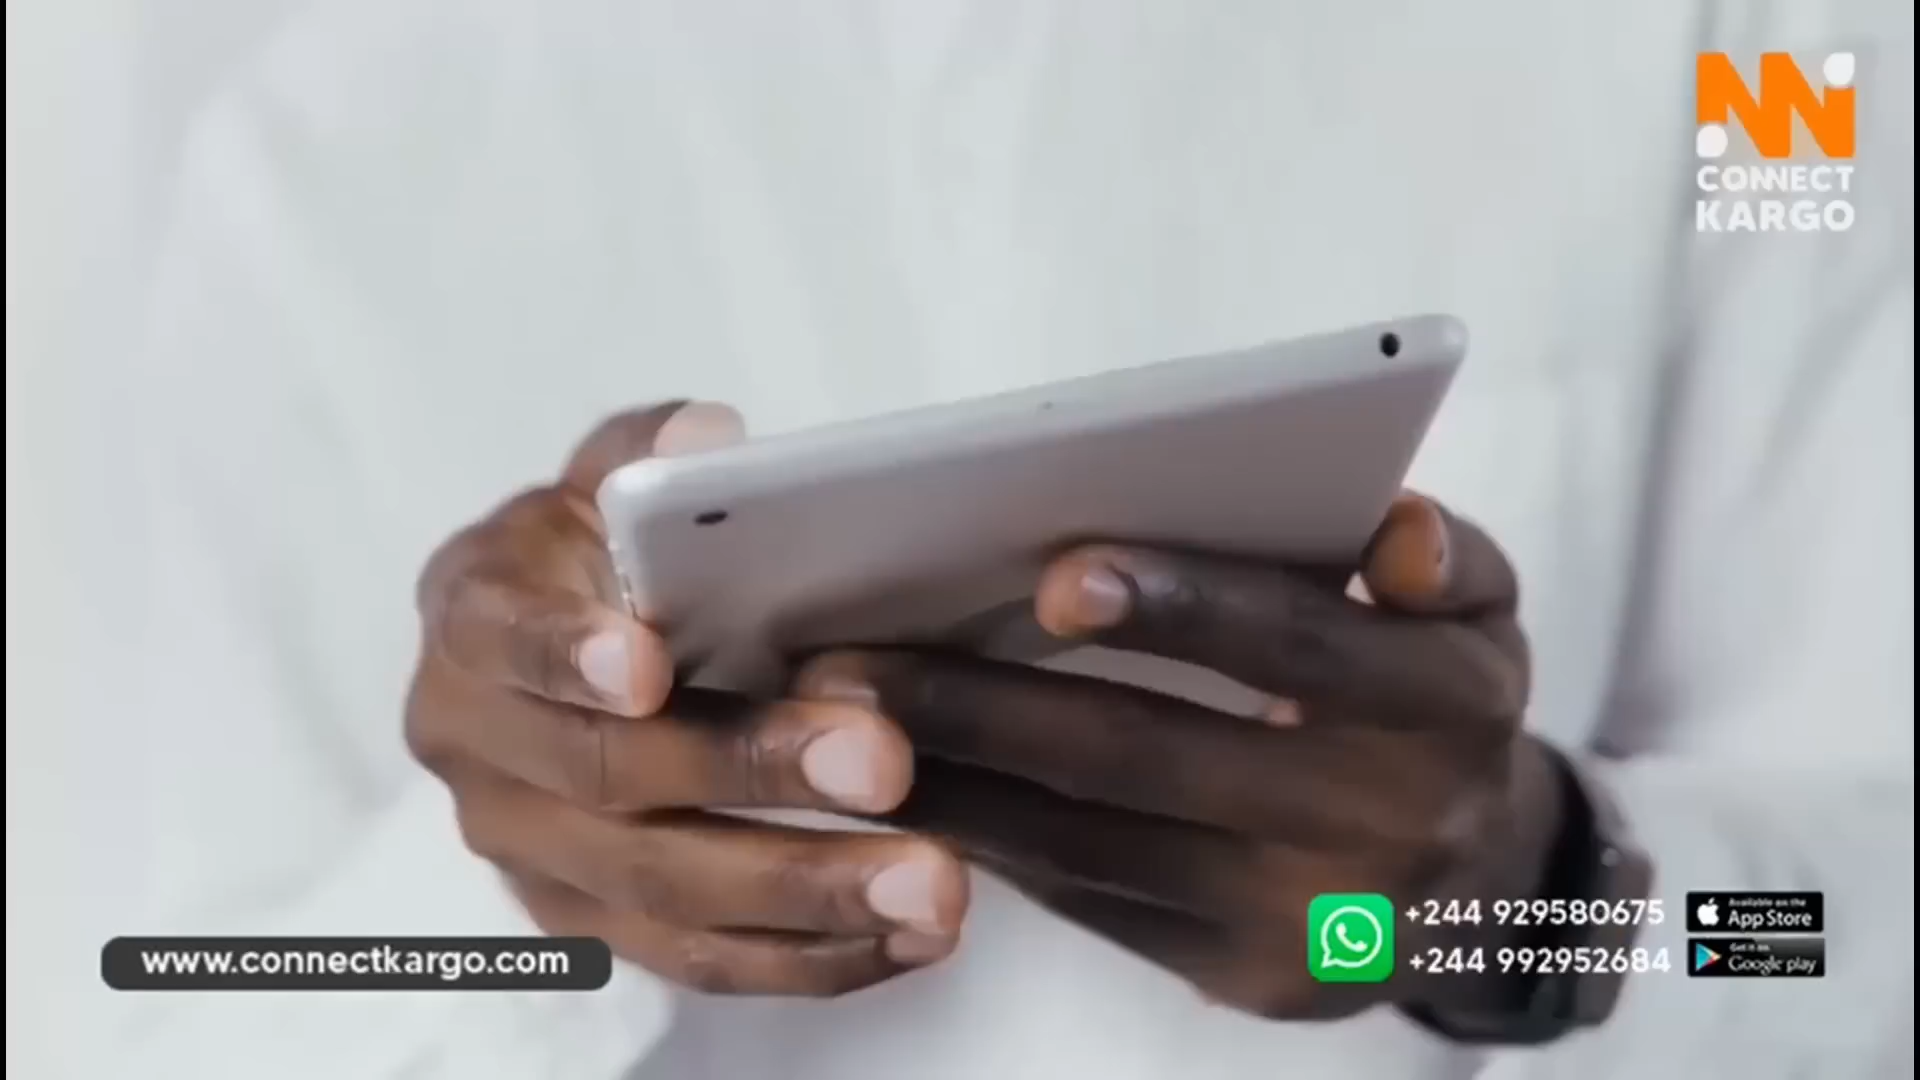 CONNECT
KARGO
www.connectkargo.com
+244 929580675
+244 992952684
Available on the
App Store
Get it on
Google play